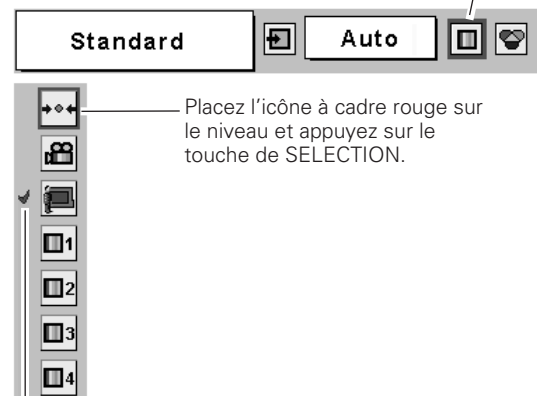 Standard Auto
Placez l'icône à cadre rouge sur
le niveau et appuyez sur le
touche de SELECTION.
1
2
3
4